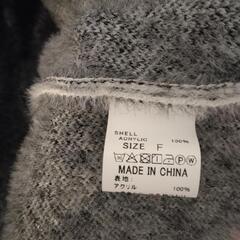 SHELL
ACRYLIC 100%
SIZE F
MADE IN CHINA
表地:
アクリル 100%